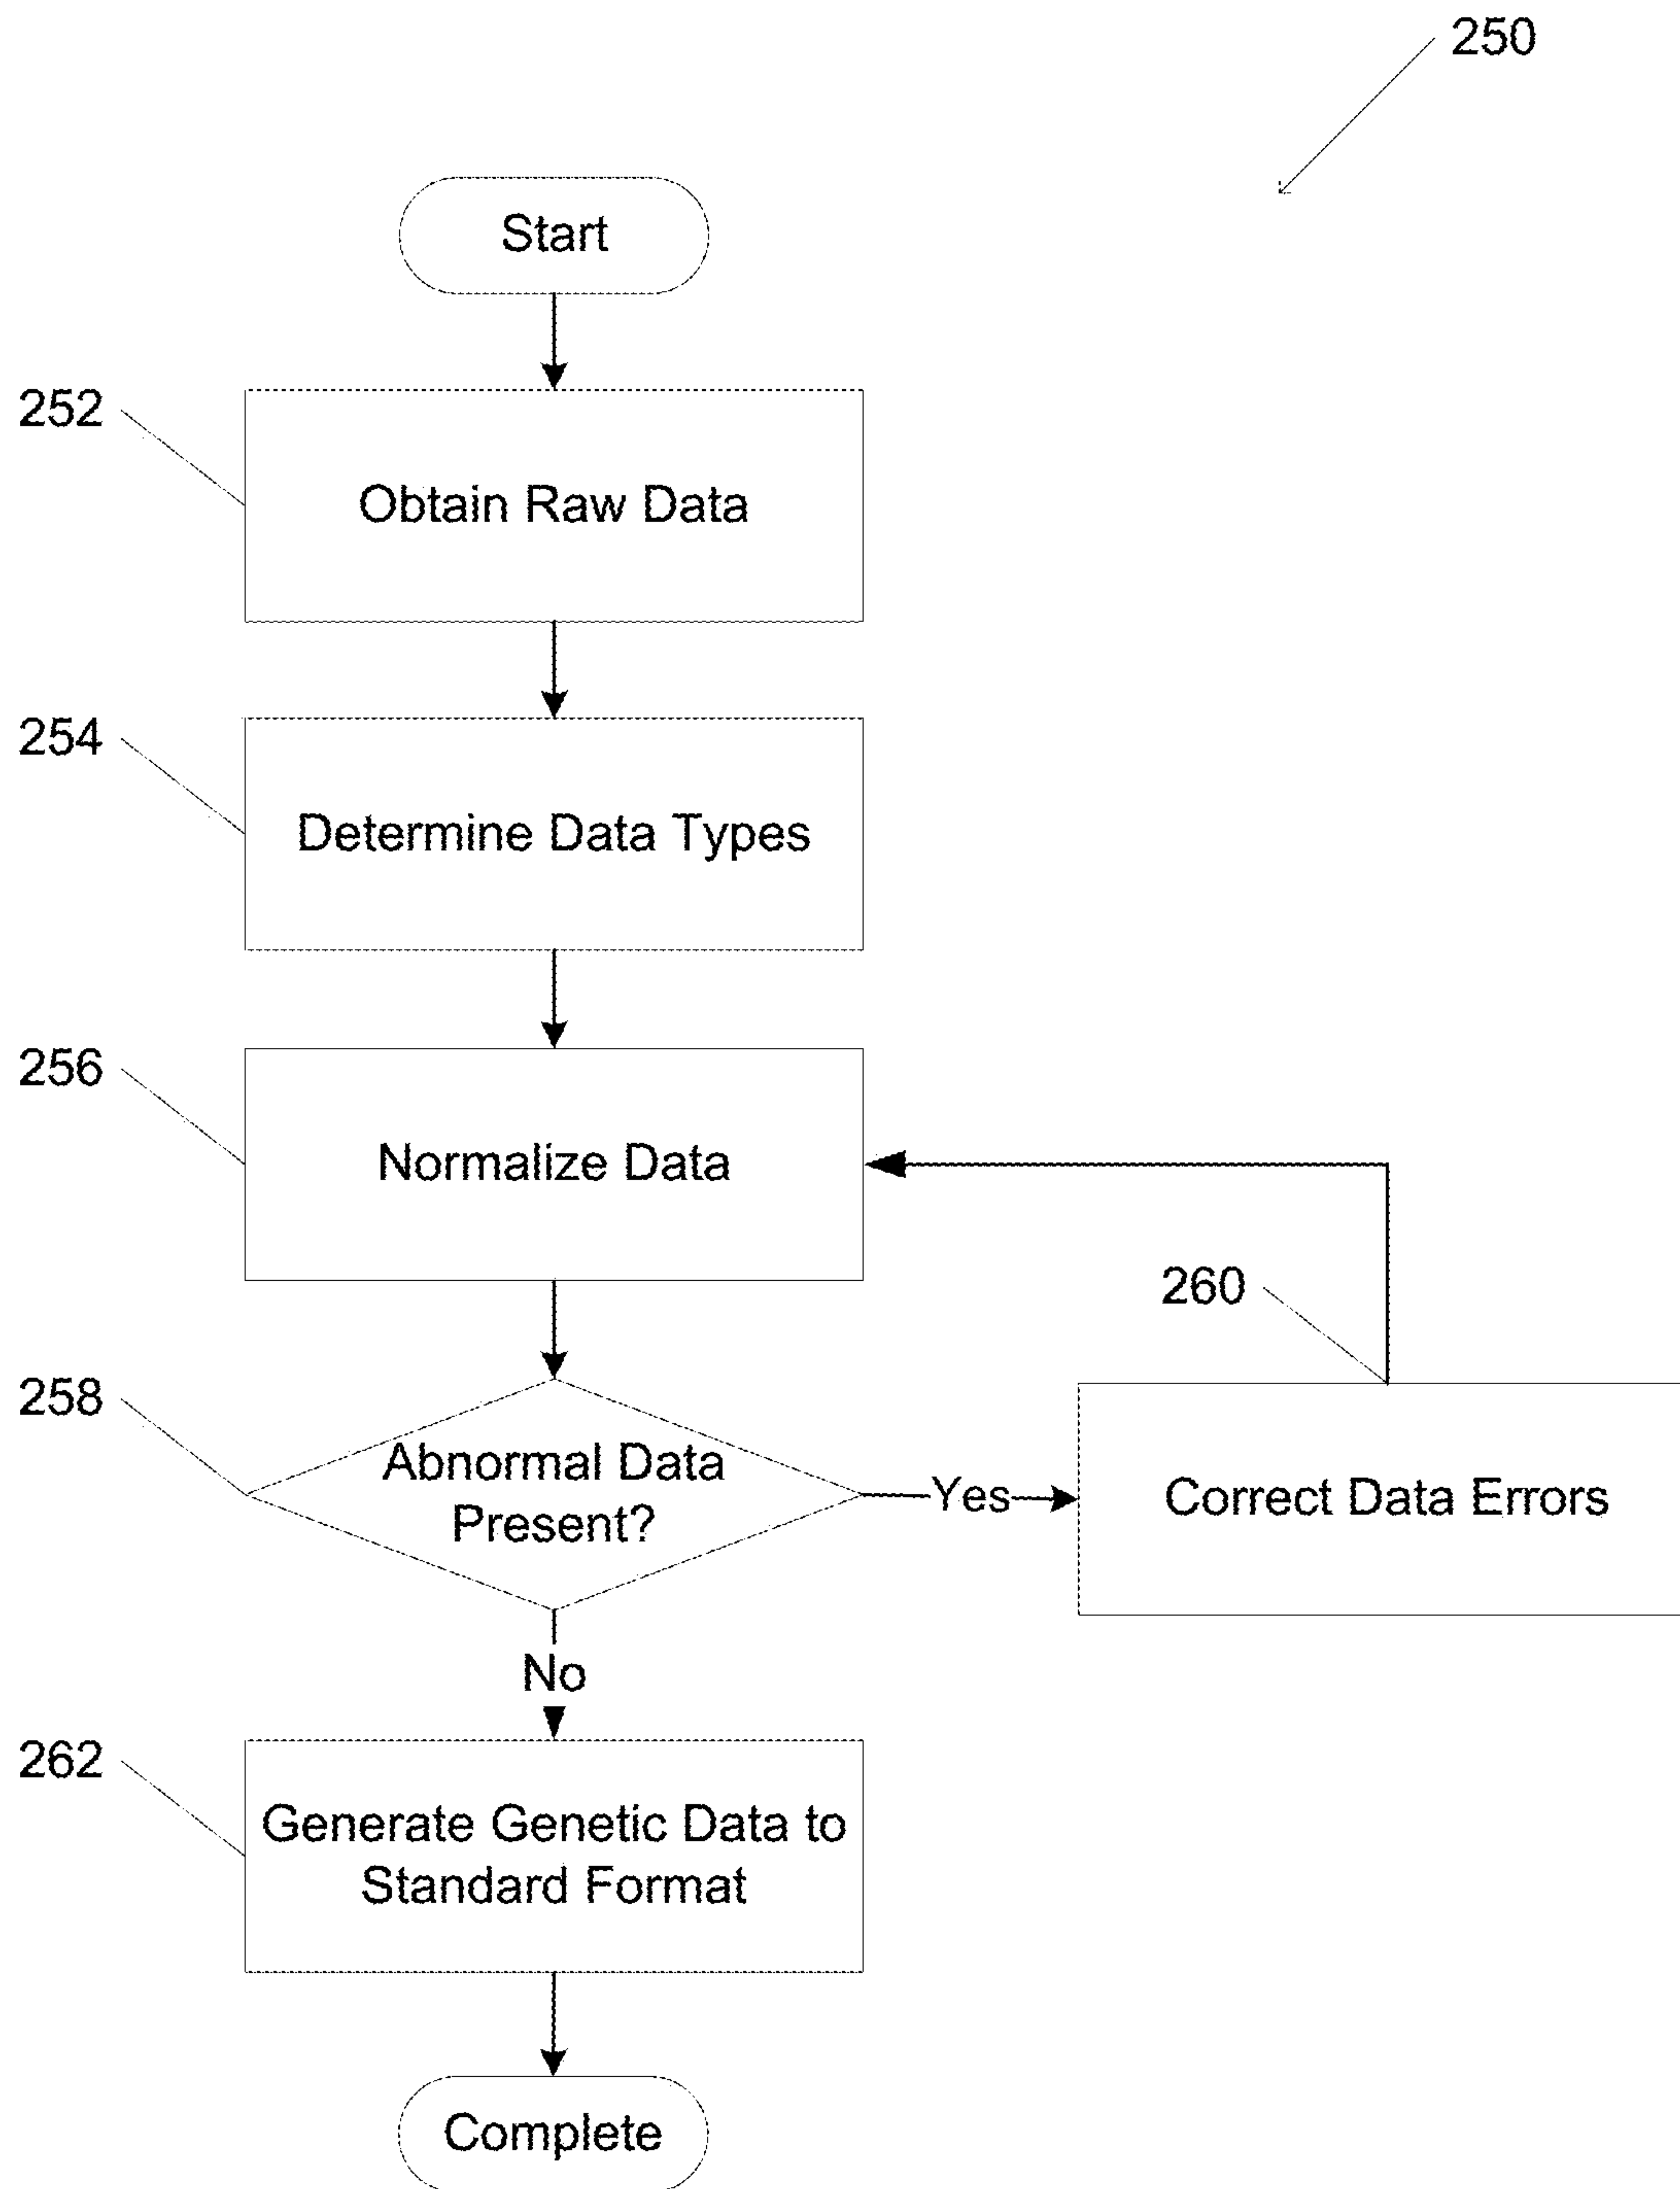 250
Start
252
Obtain Raw Data
254
Determine Data Types
256
Normalize Data
260
258
Abnormal Data
Present?
Yes
Correct Data Errors
No
262
Generate Genetic Data to
Standard Format
Complete